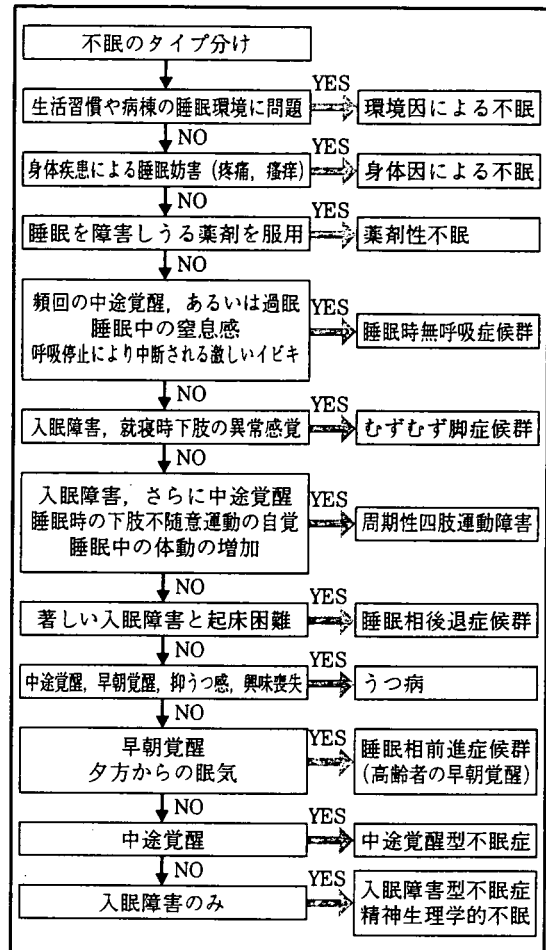 不眠のタイプ分け
YES
生活習慣や病棟の睡眠環境に問題
環境因による不眠
NO
YES
身体疾患による睡眠妨害(疼痛,瘙痒)
身体因による不眠
NO
YES
睡眠を障害しうる薬剤を服用
薬剤性不眠
NO
頻回の中途覚醒,あるいは過眠
睡眠中の窒息感
呼吸停止により中断される激しいイビキ
YES
睡眠時無呼吸症候群
NO
YES
入眠障害,就寝時下肢の異常感覚
むずむず脚症候群
NO
入眠障害,さらに中途覚醒
睡眠時の下肢不随意運動の自覚
睡眠中の体動の増加
YES
周期性四肢運動障害
NO
YES
著しい入眠障害と起床困難
睡眠相後退症候群
NO
YES
中途覚醒,早朝覚醒,抑うつ感,興味喪失
うつ病
NO
早朝覚醒
夕方からの眠気
YES
睡眠相前進症候群
(高齢者の早朝覚醒)
NO
YES
中途覚醒
中途覚醒型不眠症
NO
YES
入眠障害のみ
入眠障害型不眠症
精神生理学的不眠